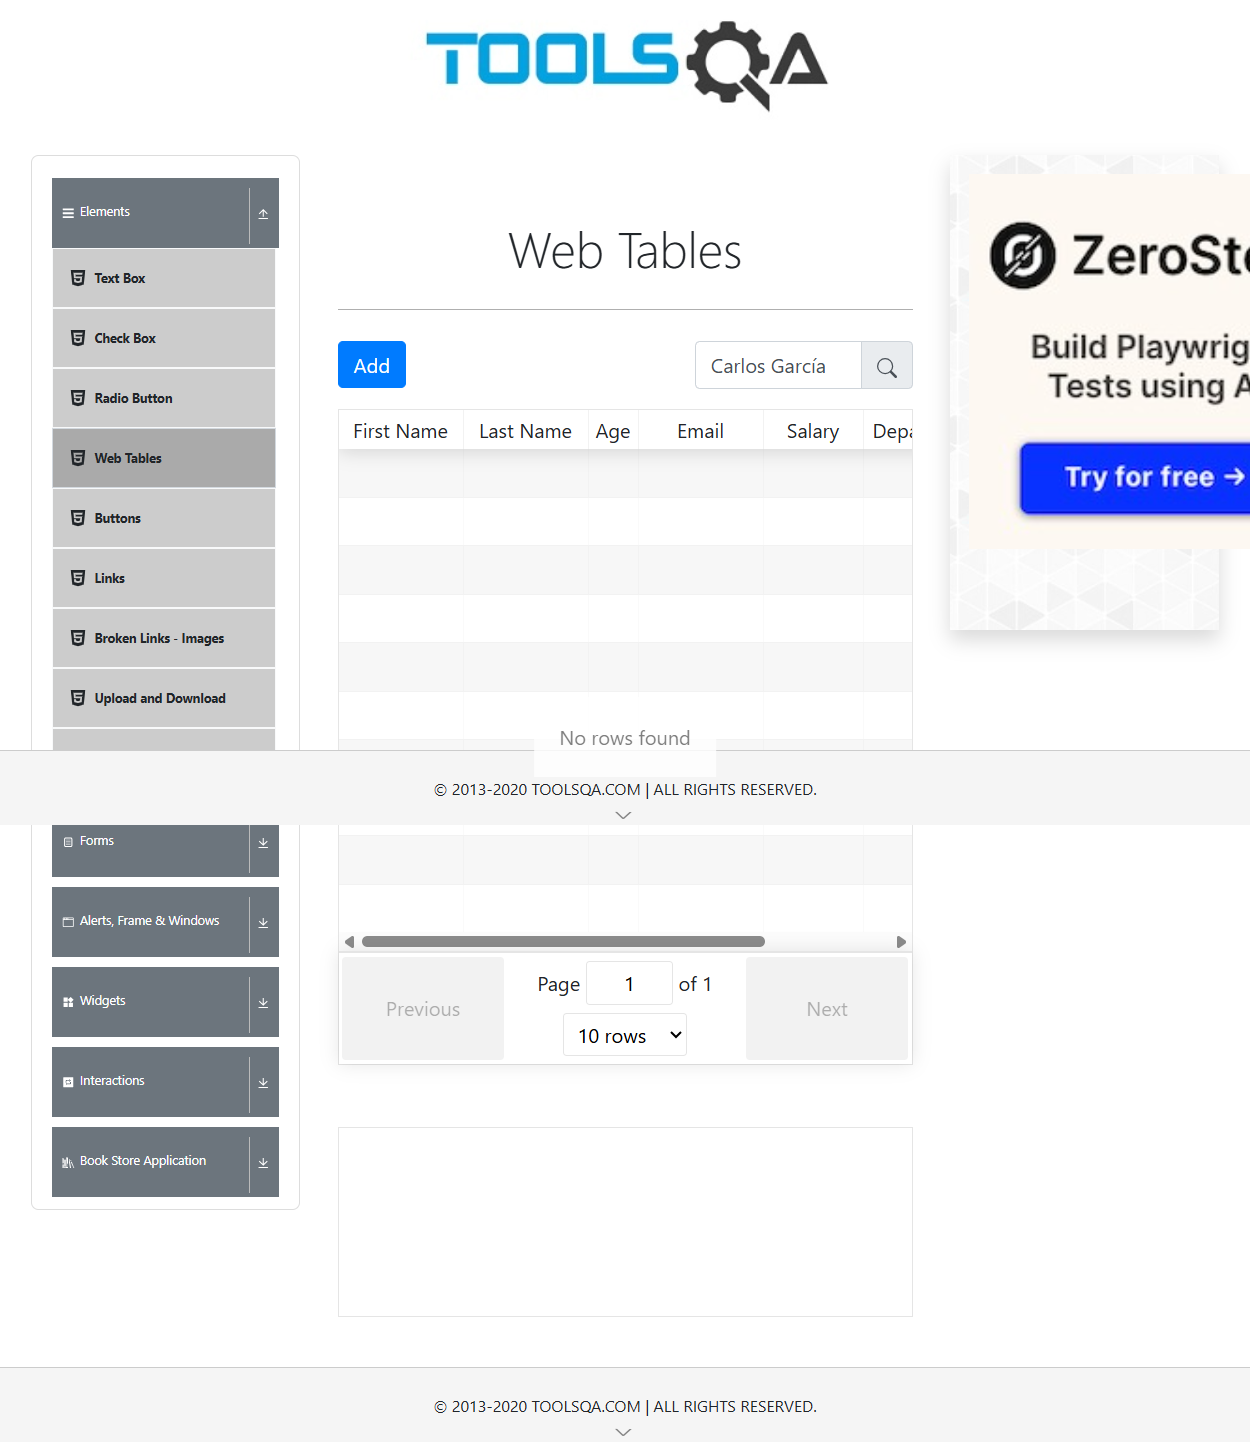 TOOLSQA
Elements
Text Box
Check Box
Radio Button
Web Tables
Buttons
Links
Broken Links - Images
Upload and Download
Forms
Alerts, Frame & Windows
Widgets
Interactions
Book Store Application
Web Tables
Add
Carlos García
First Name Last Name Age Email Salary Depa
No rows found
© 2013-2020 TOOLSQA.COM | ALL RIGHTS RESERVED.
Previous
Page 1 of 1
10 rows
Next
ZeroSte
Build Playwrig
Tests using A
Try for free →
© 2013-2020 TOOLSQA.COM | ALL RIGHTS RESERVED.